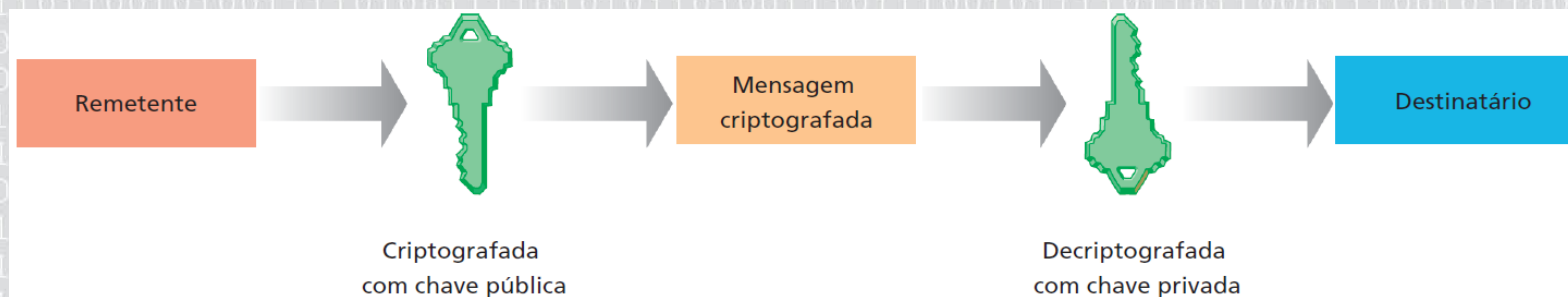 Remetente
Mensagem
criptografada
Destinatário
Criptografada
com chave pública
Decriptografada
com chave privada